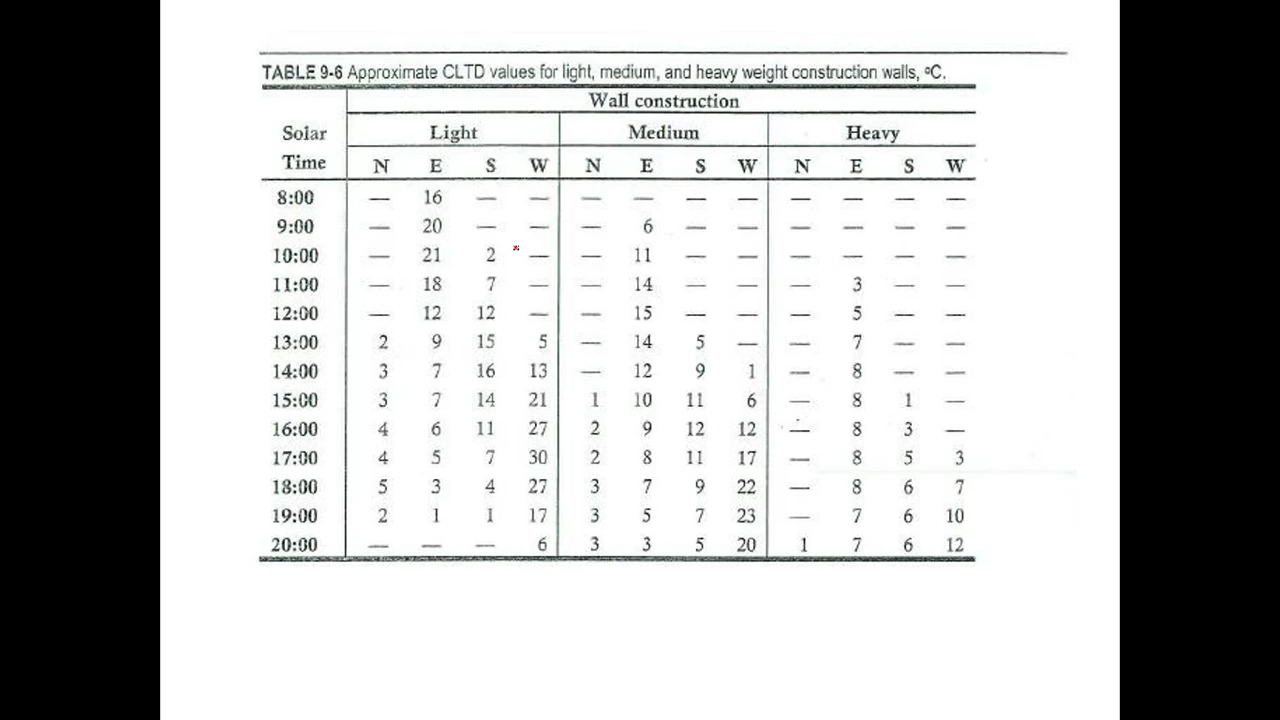 TABLE 9-6 Approximate CLTD values for light, medium, and heavy weight construction walls, ºC.
Wall construction
Solar Time Light Medium Heavy
N E S W N E S W N E S W
8:00 — 16 — — — — — — — — — —
9:00 — 20 — — — 6 — — — — — —
10:00 — 21 2 — — 11 — — — — — —
11:00 — 18 7 — — 14 — — — 3 — —
12:00 — 12 12 — — 15 — — — 5 — —
13:00 2 9 15 5 — 14 5 — — 7 — —
14:00 3 7 16 13 — 12 9 1 — 8 — —
15:00 3 7 14 21 1 10 11 6 — 8 1 —
16:00 4 6 11 27 2 9 12 12 — 8 3 —
17:00 4 5 7 30 2 8 11 17 — 8 5 3
18:00 5 3 4 27 3 7 9 22 — 8 6 7
19:00 2 1 1 17 3 5 7 23 — 7 6 10
20:00 — — — 6 3 3 5 20 1 7 6 12